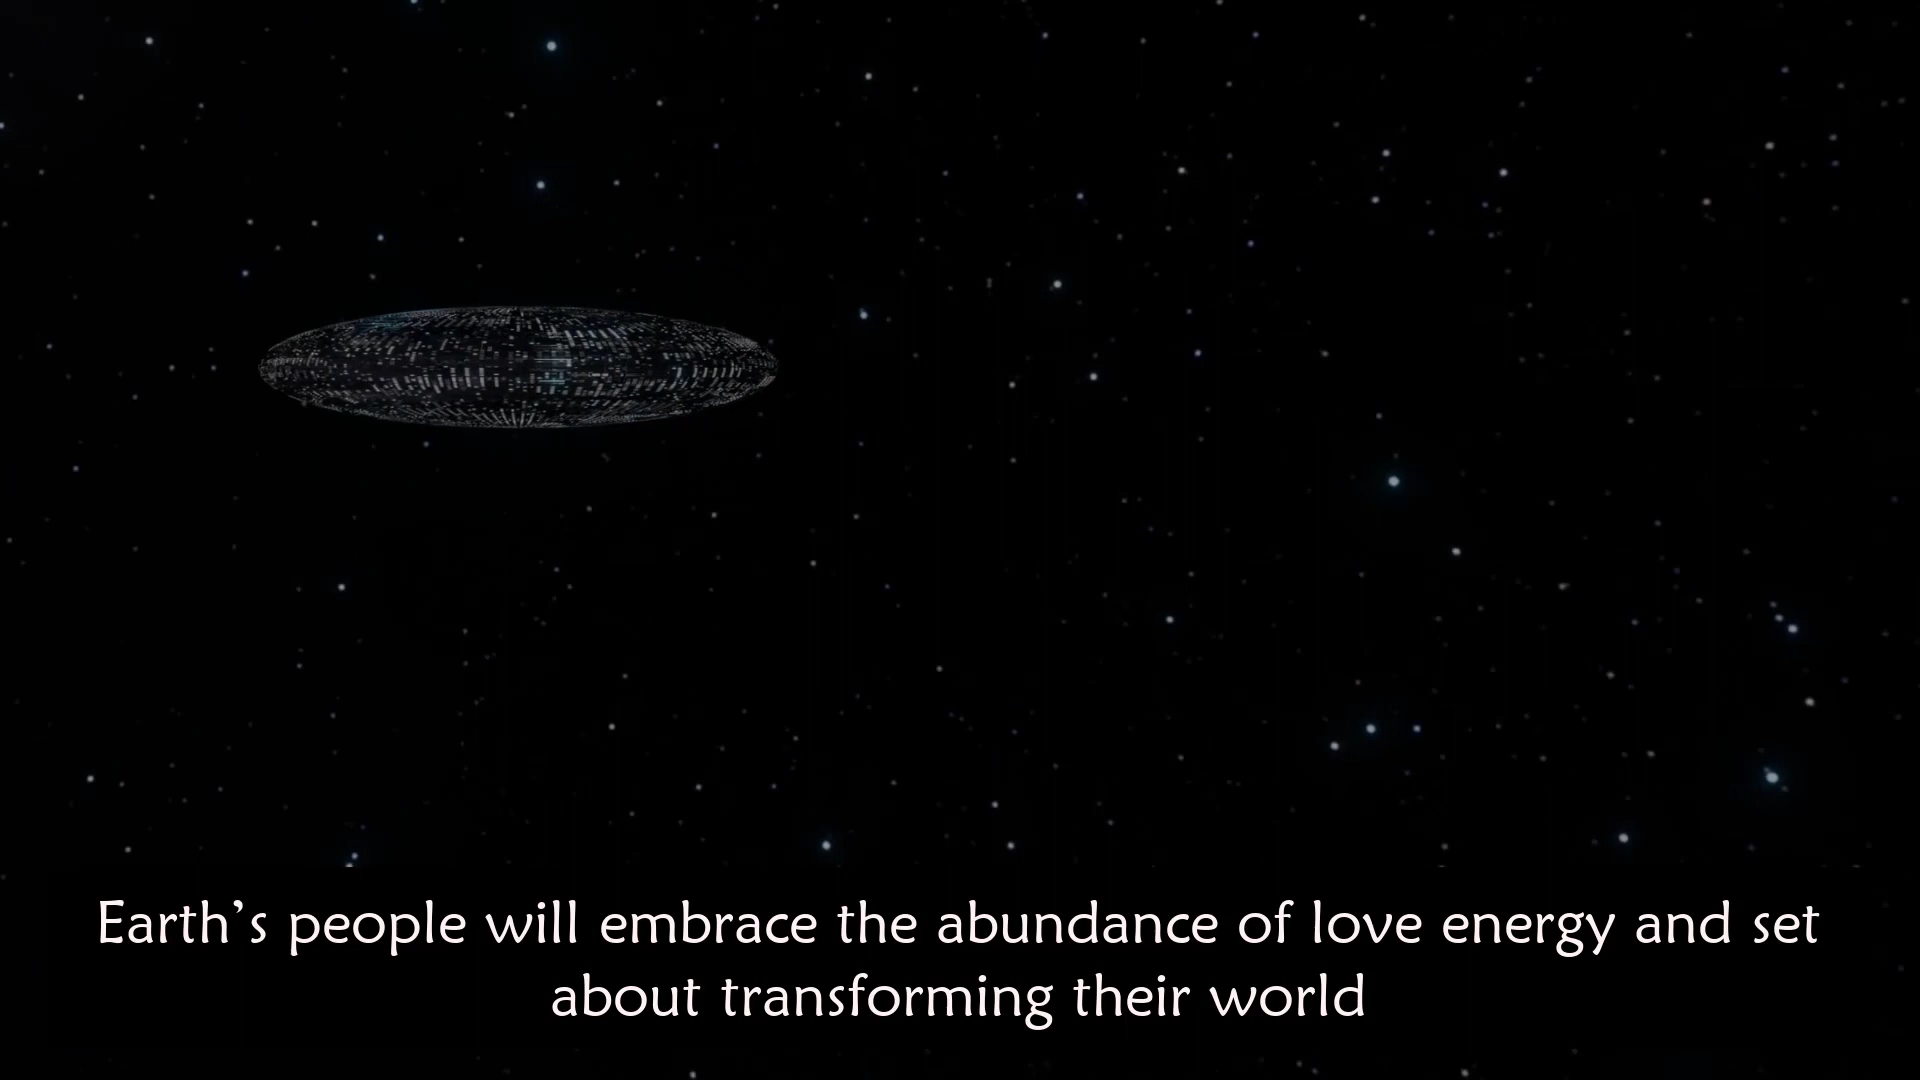 Earth’s people will embrace the abundance of love energy and set
about transforming their world